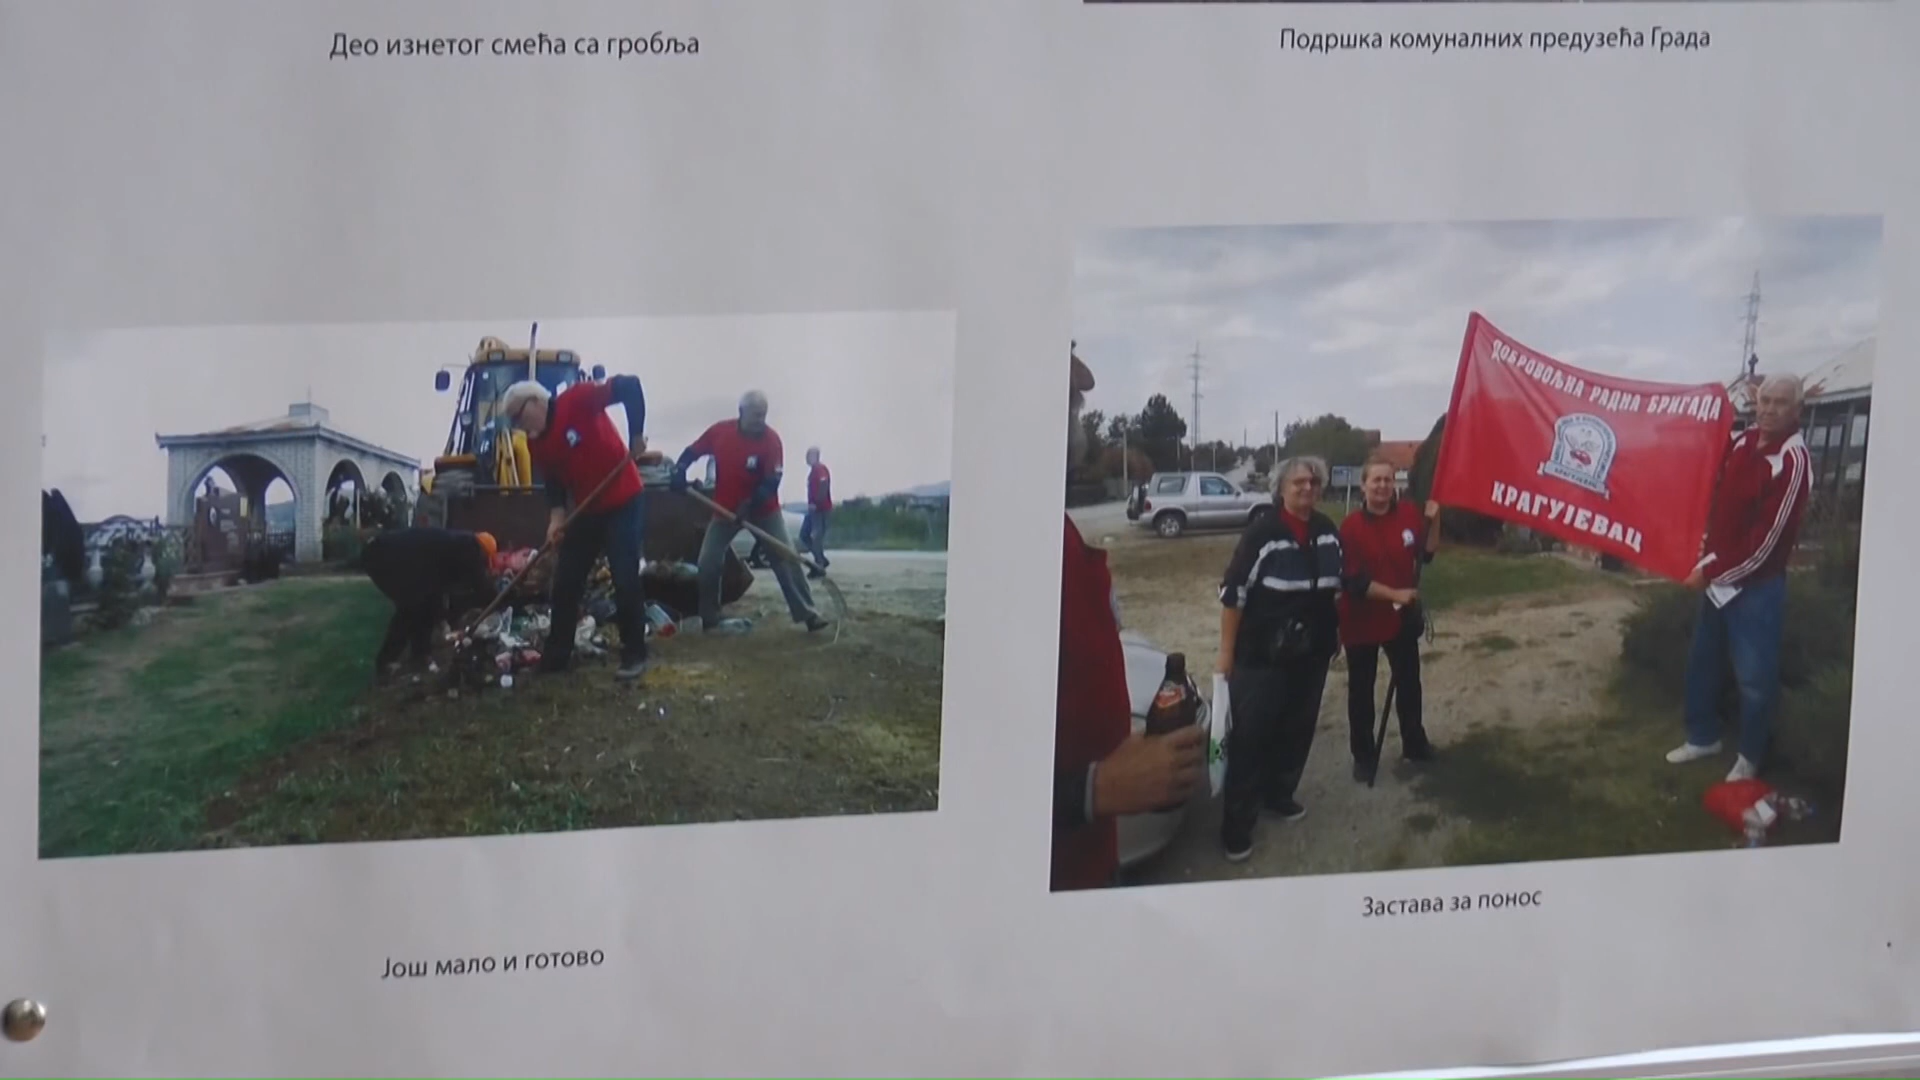 Део изнетог смећа са гробља
Подршка комуналних предузећа Града
ДОБРОВОЉНА РАДНА БРИГАДА
КРАГУЈЕВАЦ
КРАГУЈЕВАЦ
Застава за понос
Још мало и готово